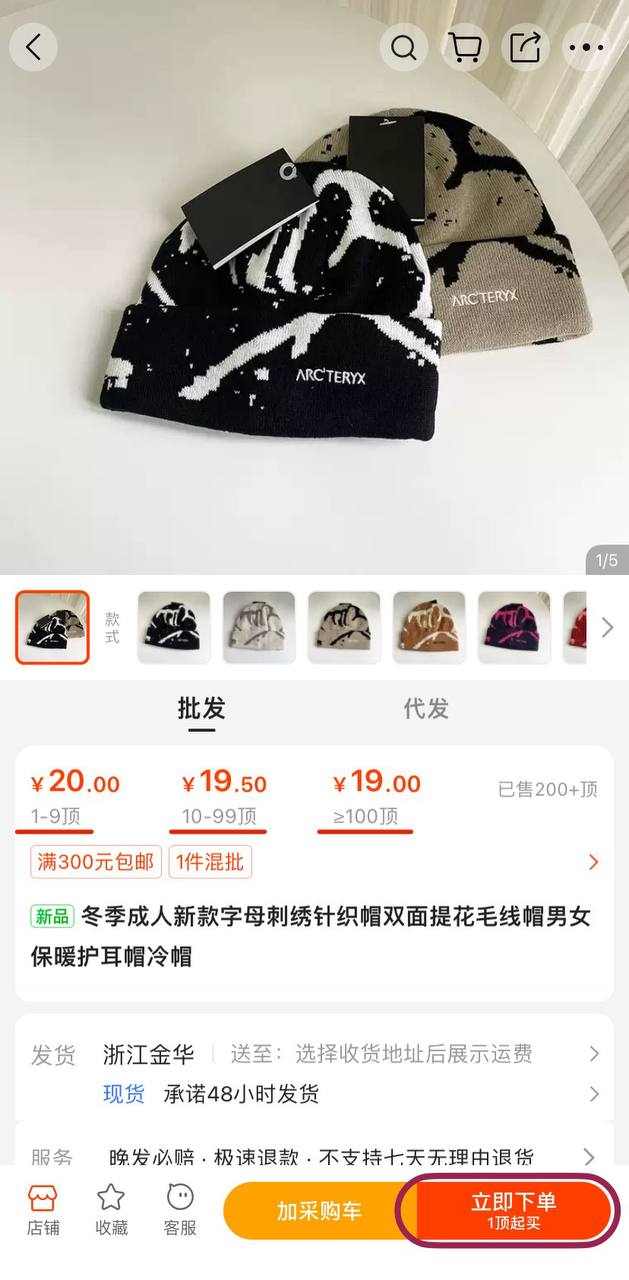 ARC'TERYX
ARC'TERYX
1/5
款式
批发
代发
¥20.00
¥19.50
¥19.00
已售200+顶
1-9顶
10-99顶
≥100顶
满300元包邮
1件混批
新品 冬季成人新款字母刺绣针织帽双面提花毛线帽男女
保暖护耳帽冷帽
发货
浙江金华
送至：选择收货地址后展示运费
现货 承诺48小时发货
服务
晚发必赔 · 极速退款 · 不支持七天无理由退货
店铺
收藏
客服
加采购车
立即下单
1顶起买